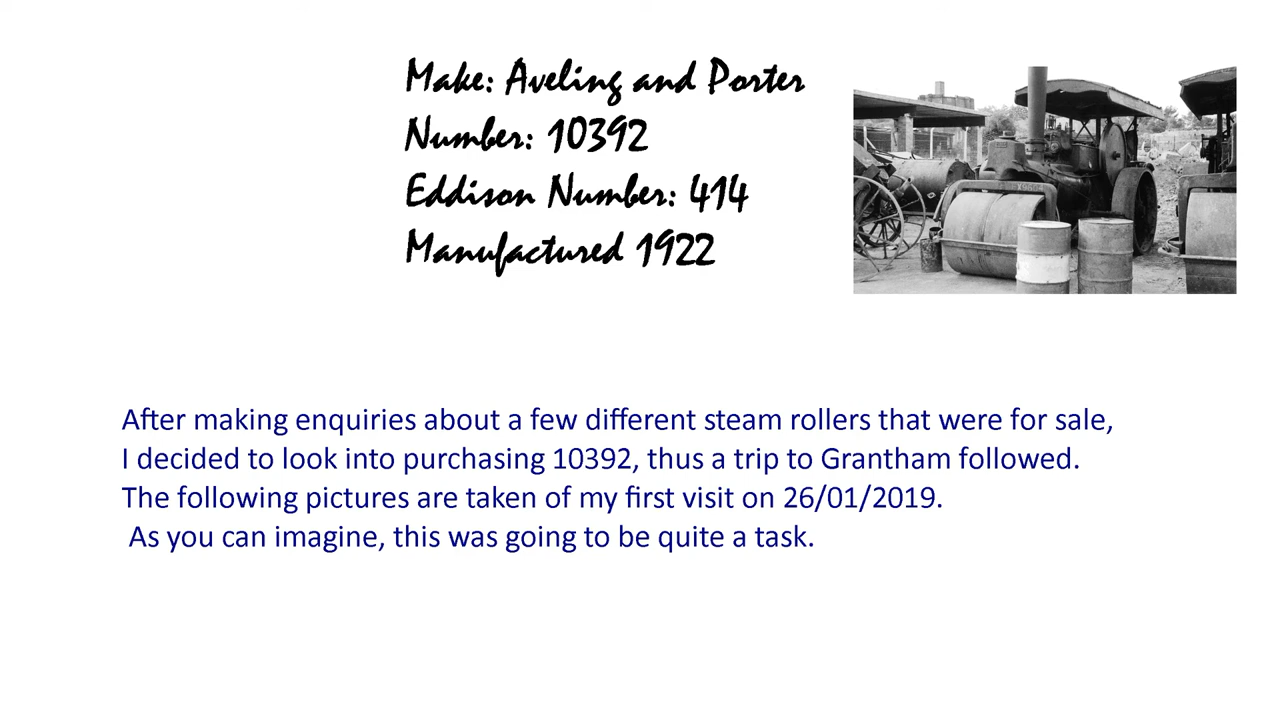 Make: Aveling and Porter
Number: 10392
Eddison Number: 414
Manufactured 1922
After making enquiries about a few different steam rollers that were for sale,
I decided to look into purchasing 10392, thus a trip to Grantham followed.
The following pictures are taken of my first visit on 26/01/2019.
As you can imagine, this was going to be quite a task.